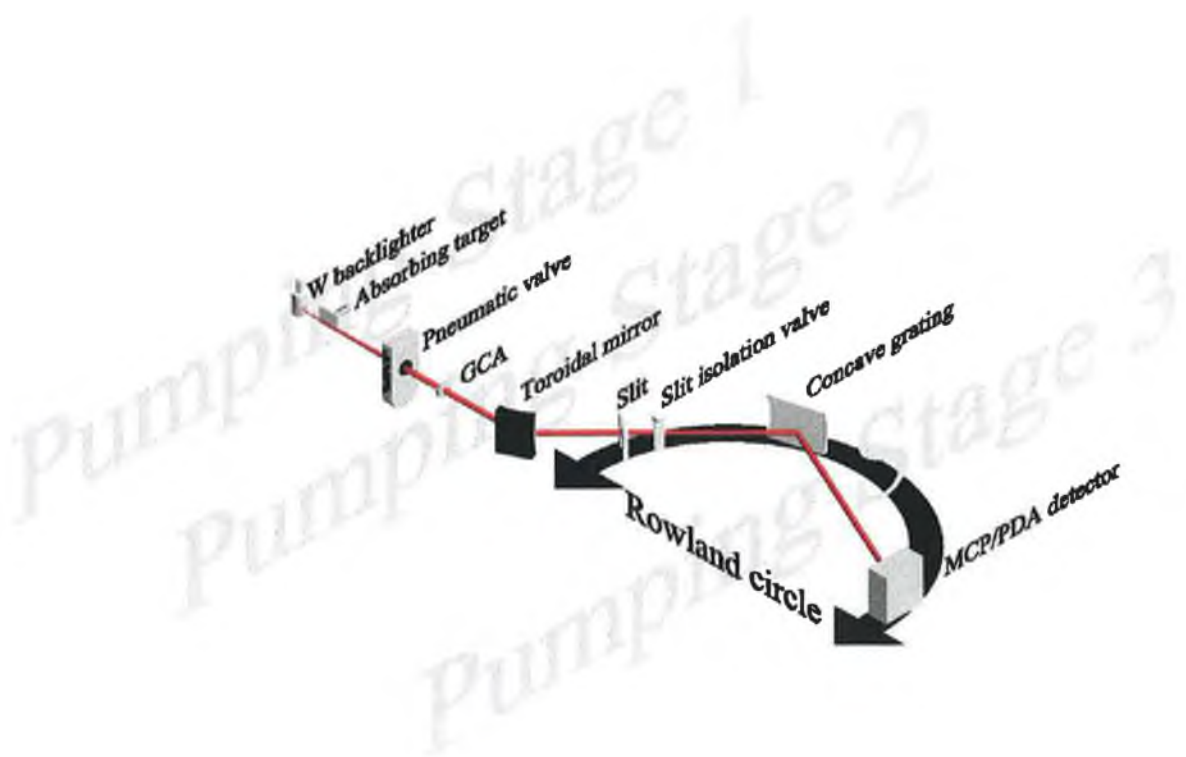 Pumping Stage 1
Pumping Stage 2
Pumping Stage 3
W backlighter
Absorbing target
Pneumatic valve
GCA
Toroidal mirror
Slit
Slit isolation valve
Concave grating
MCP/PDA detector
Rowland circle